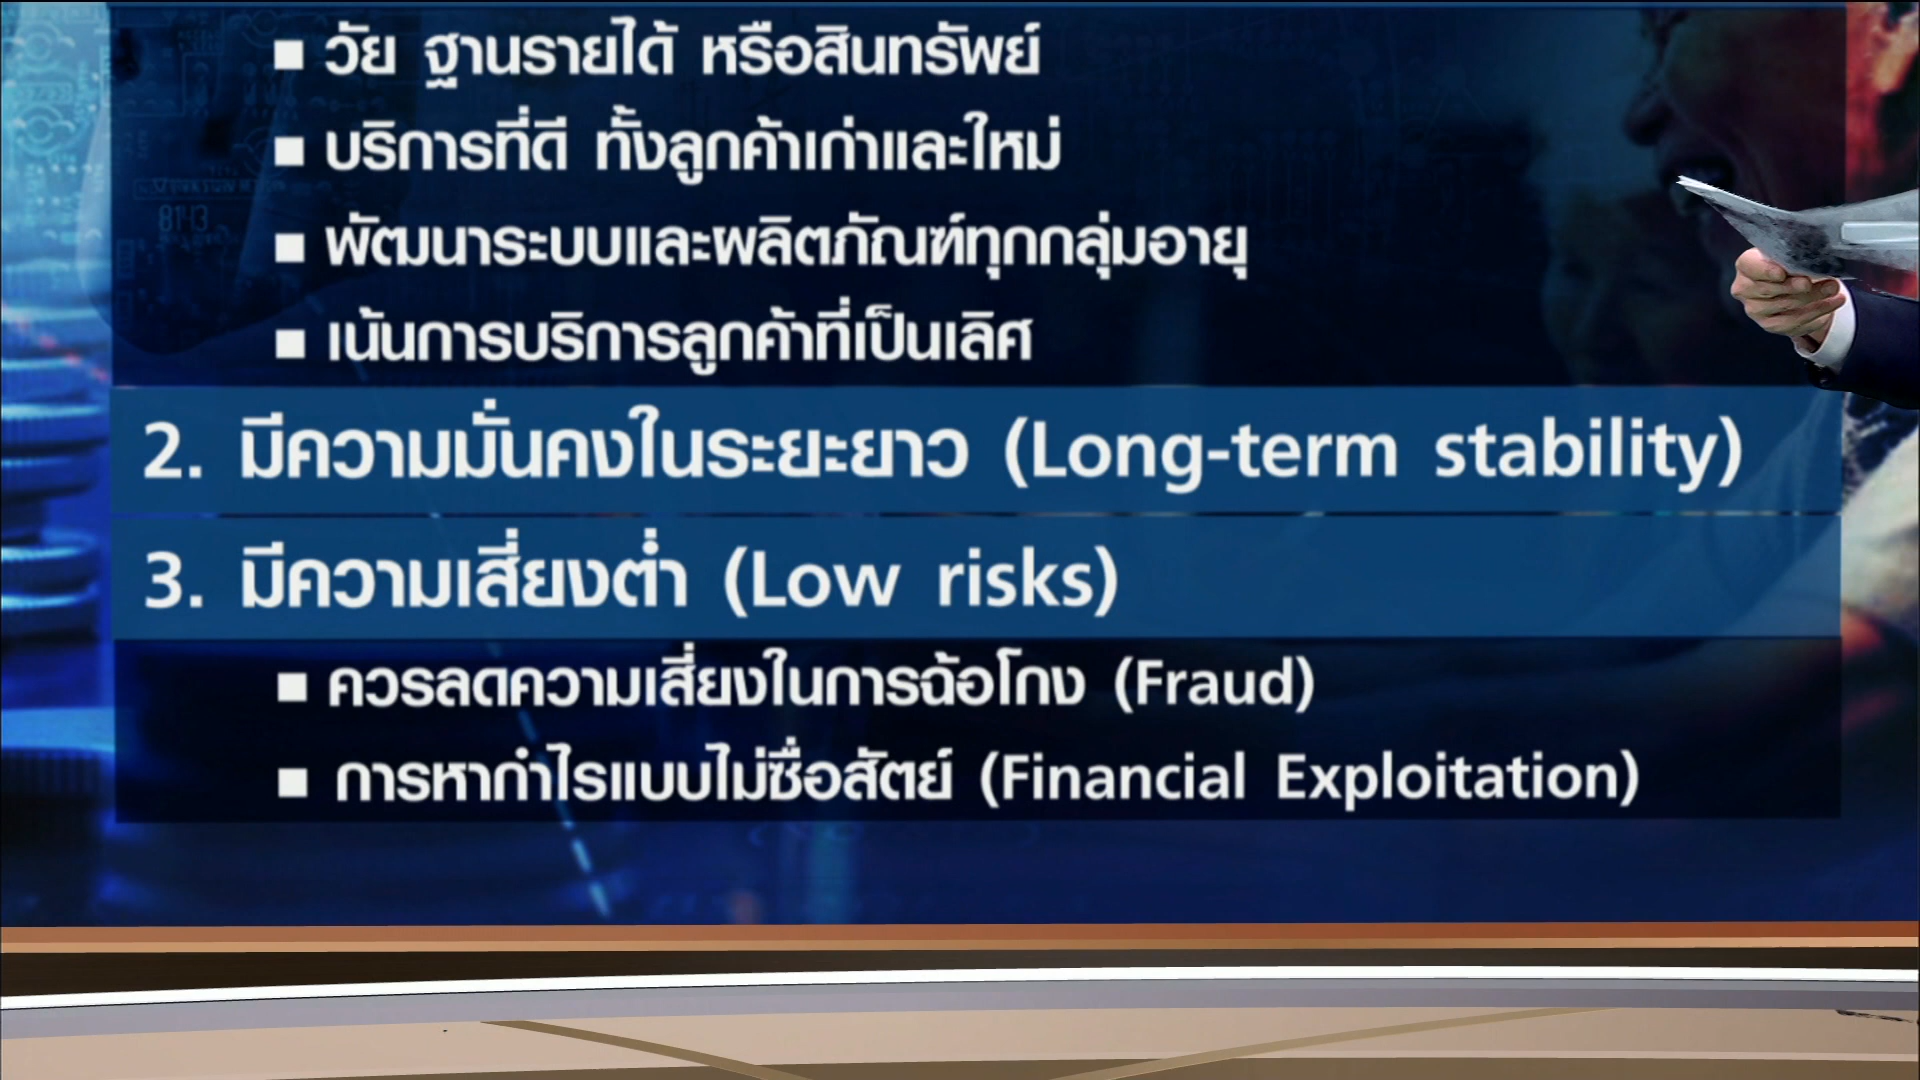 ▪ วัย ฐานรายได้ หรือสินทรัพย์
▪ บริการที่ดี ทั้งลูกค้าเก่าและใหม่
▪ พัฒนาระบบและผลิตภัณฑ์ทุกกลุ่มอายุ
▪ เน้นการบริการลูกค้าที่เป็นเลิศ
2. มีความมั่นคงในระยะยาว (Long-term stability)
3. มีความเสี่ยงต่ำ (Low risks)
▪ ควรลดความเสี่ยงในการฉ้อโกง (Fraud)
▪ การหากำไรแบบไม่ซื่อสัตย์ (Financial Exploitation)